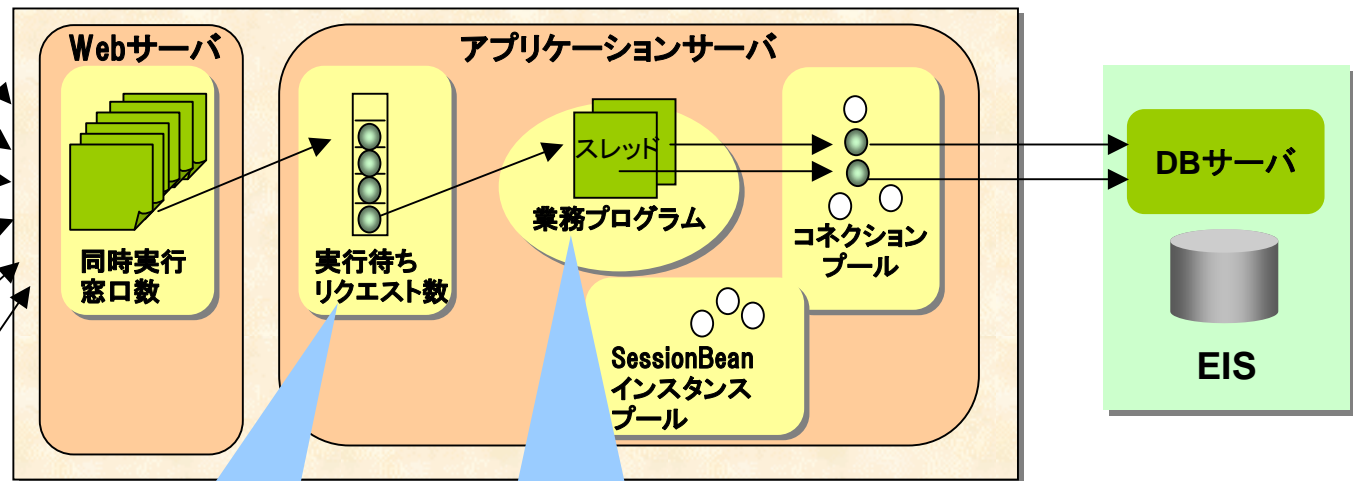 Webサーバ
同時実行
窓口数
アプリケーションサーバ
実行待ち
リクエスト数
スレッド
業務プログラム
コネクション
プール
SessionBean
インスタンス
プール
DBサーバ
EIS